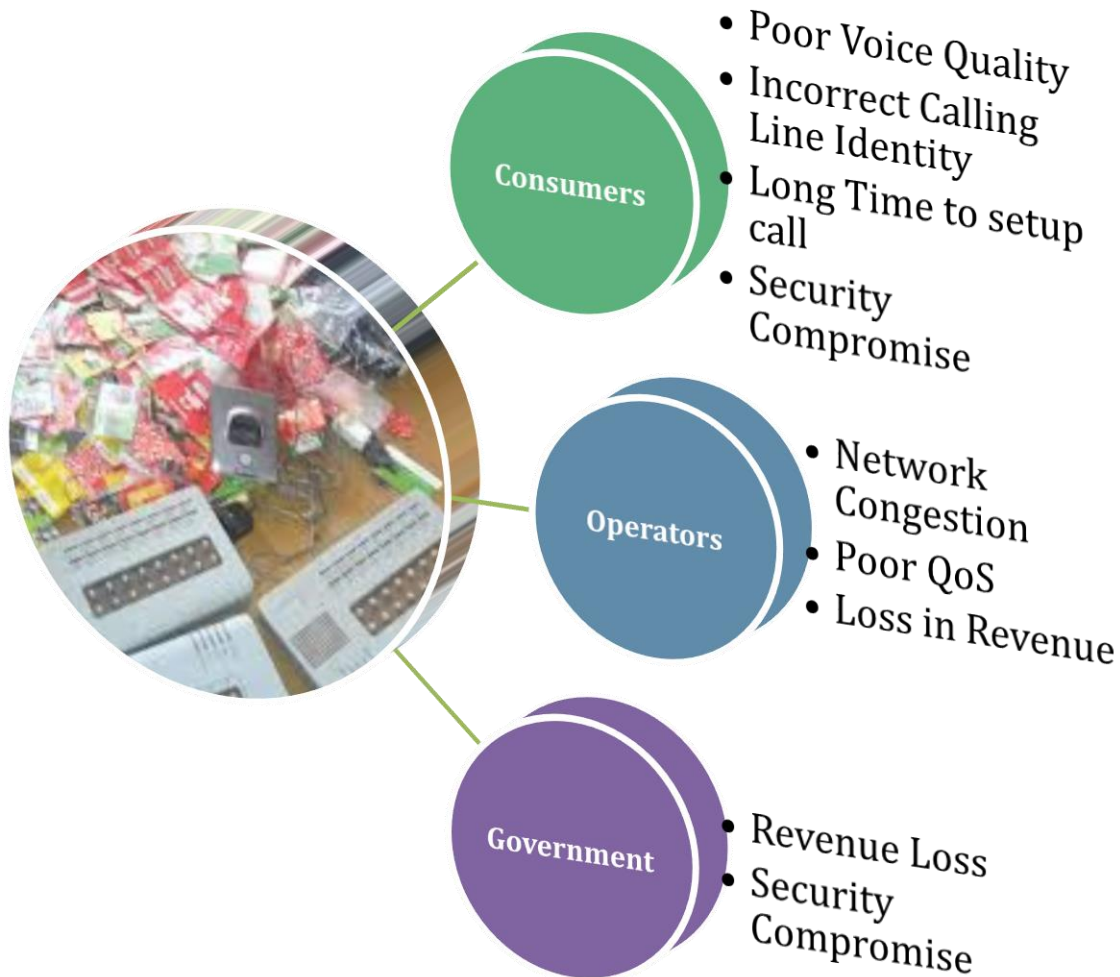 Consumers
• Poor Voice Quality
• Incorrect Calling
Line Identity
• Long Time to setup
call
• Security
Compromise
Operators
• Network
Congestion
• Poor QoS
• Loss in Revenue
Government
• Revenue Loss
• Security
Compromise